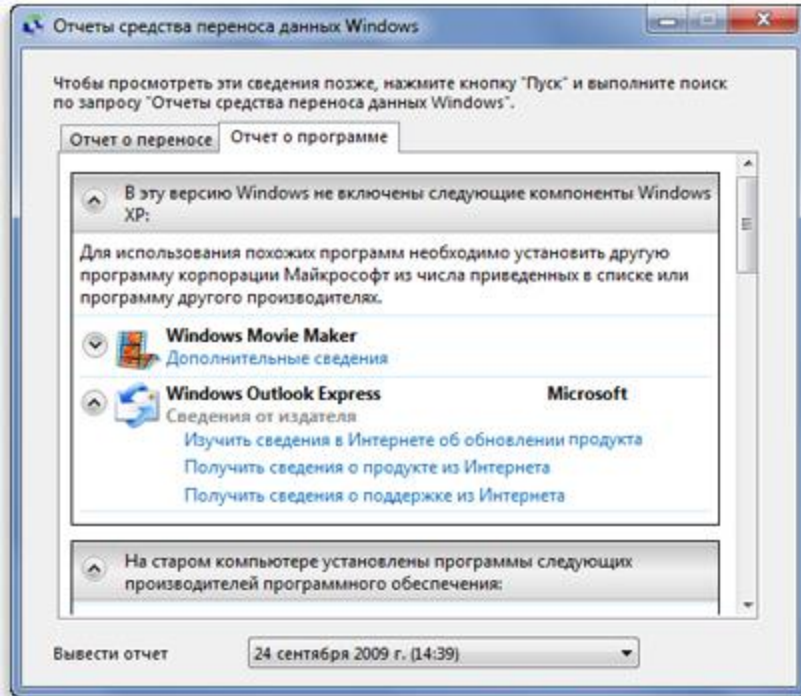 Отчеты средства переноса данных Windows
Чтобы просмотреть эти сведения позже, нажмите кнопку "Пуск" и выполните поиск
по запросу "Отчеты средства переноса данных Windows".
Отчет о переносе
Отчет о программе
В эту версию Windows не включены следующие компоненты Windows
XP:
Для использования похожих программ необходимо установить другую
программу корпорации Майкрософт из числа приведенных в списке или
программу другого производителях.
Windows Movie Maker
Дополнительные сведения
Windows Outlook Express Microsoft
Сведения от издателя
Изучить сведения в Интернете об обновлении продукта
Получить сведения о продукте из Интернета
Получить сведения о поддержке из Интернета
На старом компьютере установлены программы следующих
производителей программного обеспечения:
Вывести отчет 24 сентября 2009 г. (14:39)